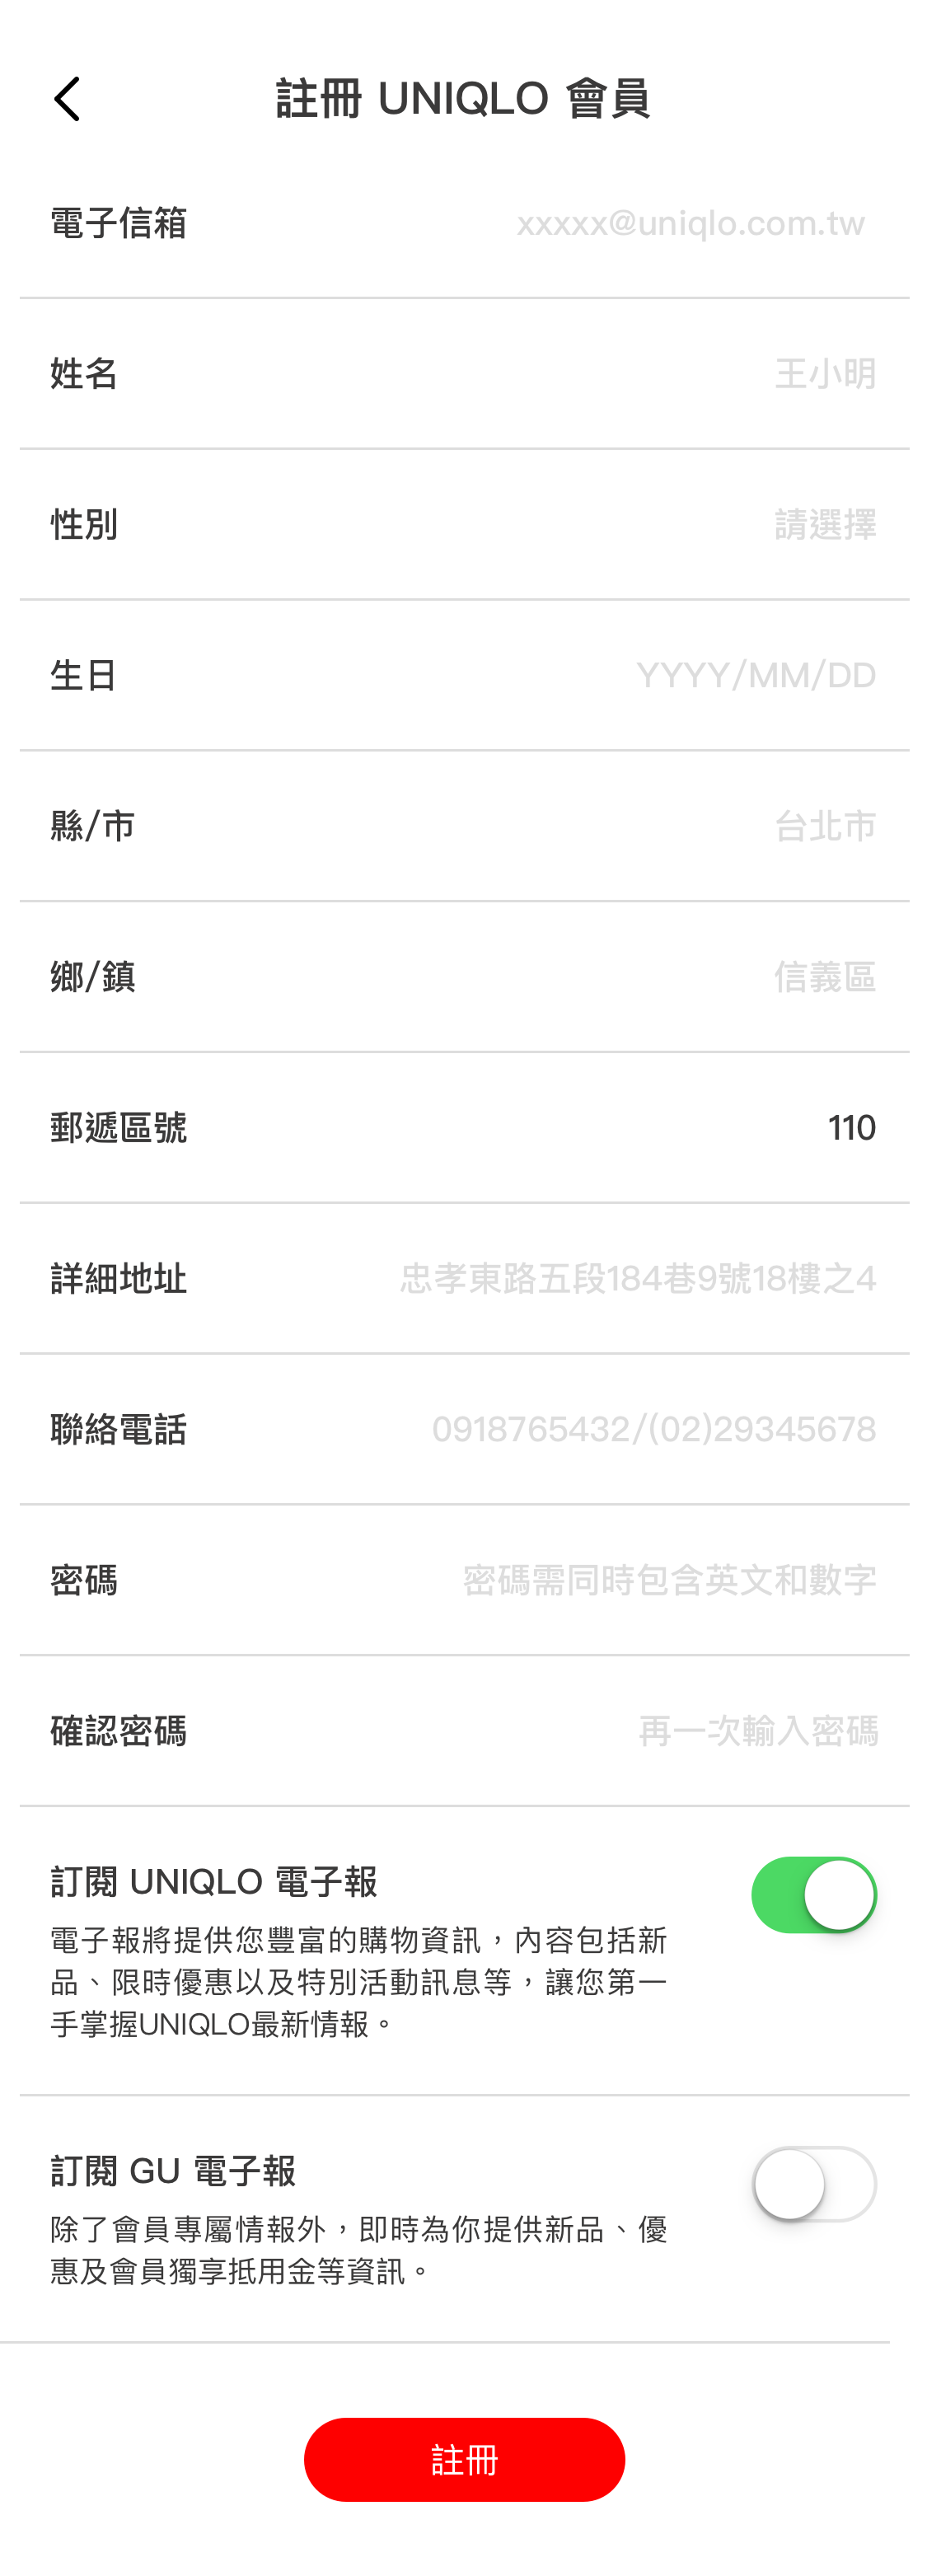 註冊 UNIQLO 會員
電子信箱 xxxxx@uniqlo.com.tw
姓名 王小明
性別 請選擇
生日 YYYY/MM/DD
縣/市 台北市
鄉/鎮 信義區
郵遞區號 110
詳細地址 忠孝東路五段184巷9號18樓之4
聯絡電話 0918765432/(02)29345678
密碼 密碼需同時包含英文和數字
確認密碼 再一次輸入密碼
訂閱 UNIQLO 電子報
電子報將提供您豐富的購物資訊，內容包括新
品、限時優惠以及特別活動訊息等，讓您第一
手掌握UNIQLO最新情報。
訂閱 GU 電子報
除了會員專屬情報外，即時為你提供新品、優
惠及會員獨享抵用金等資訊。
註冊